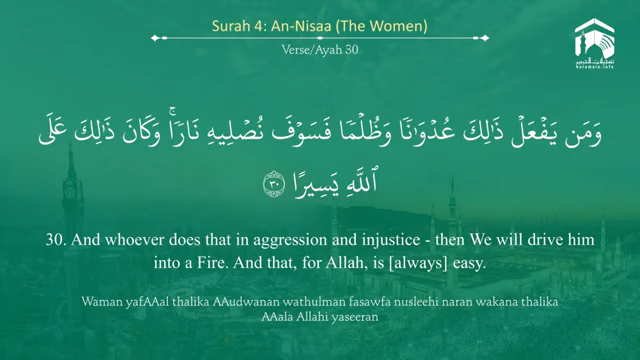 Surah 4: An-Nisaa (The Women)
Verse/Ayah 30
haramain.info
وَمَن يَفْعَلْ ذَٰلِكَ عُدْوَٰنًا وَظُلْمًا فَسَوْفَ نُصْلِيهِ نَارًا ۚ وَكَانَ ذَٰلِكَ عَلَى
ٱللَّهِ يَسِيرًا ٣٠
30. And whoever does that in aggression and injustice - then We will drive him
into a Fire. And that, for Allah, is [always] easy.
Waman yafAAal thalika AAudwanan wathulman fasawfa nusleehi naran wakana thalika
AAala Allahi yaseeran